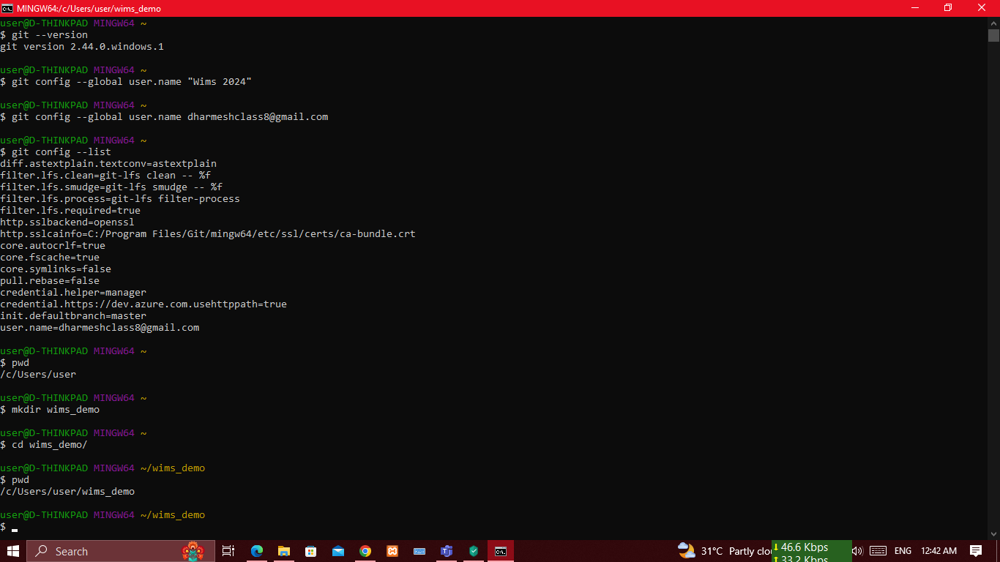 MINGW64:/c/Users/user/wims_demo
user@D-THINKPAD MINGW64 ~
$ git --version
git version 2.44.0.windows.1
user@D-THINKPAD MINGW64 ~
$ git config --global user.name "Wims 2024"
user@D-THINKPAD MINGW64 ~
$ git config --global user.name dharmeshclass8@gmail.com
user@D-THINKPAD MINGW64 ~
$ git config --list
diff.astextplain.textconv=astextplain
filter.lfs.clean=git-lfs clean -- %f
filter.lfs.smudge=git-lfs smudge -- %f
filter.lfs.process=git-lfs filter-process
filter.lfs.required=true
http.sslbackend=openssl
http.sslcainfo=C:/Program Files/Git/mingw64/etc/ssl/certs/ca-bundle.crt
core.autocrlf=true
core.fscache=true
core.symlinks=false
pull.rebase=false
credential.helper=manager
credential.https://dev.azure.com.usehttppath=true
init.defaultbranch=master
user.name=dharmeshclass8@gmail.com
user@D-THINKPAD MINGW64 ~
$ pwd
/c/Users/user
user@D-THINKPAD MINGW64 ~
$ mkdir wims_demo
user@D-THINKPAD MINGW64 ~
$ cd wims_demo/
user@D-THINKPAD MINGW64 ~/wims_demo
$ pwd
/c/Users/user/wims_demo
user@D-THINKPAD MINGW64 ~/wims_demo
$
Search 31°C Partly clou 46.6 Kbps ENG 12:42 AM
33.2 Kbps